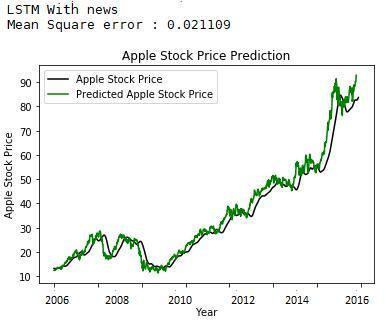 LSTM With news
Mean Square error : 0.021109
Apple Stock Price Prediction
Apple Stock Price
Predicted Apple Stock Price
90
80
70
60
50
40
30
20
10
Apple Stock Price
2006 2008 2010 2012 2014 2016
Year